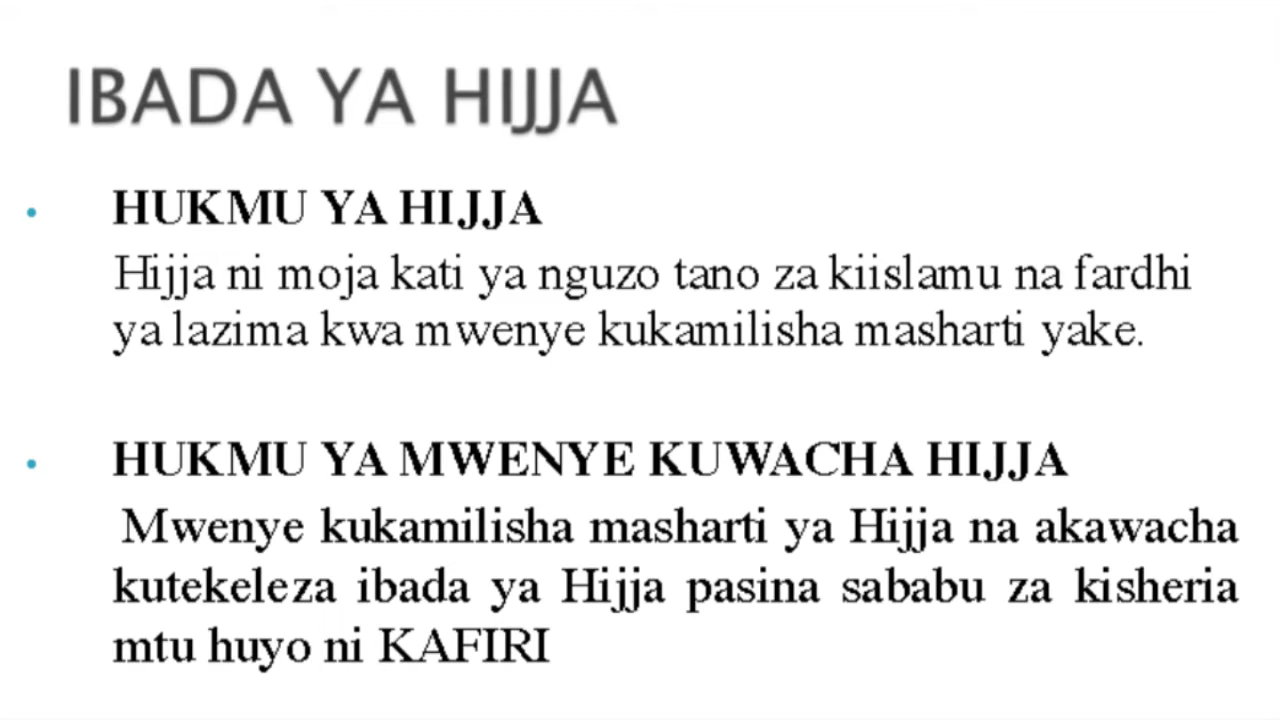 IBADA YA HIJJA
• HUKMU YA HIJJA
Hijja ni moja kati ya nguzo tano za kiislamu na fardhi
ya lazima kwa mwenye kukamilisha masharti yake.
• HUKMU YA MWENYE KUWACHA HIJJA
Mwenye kukamilisha masharti ya Hijja na akawacha
kutekeleza ibada ya Hijja pasina sababu za kisheria
mtu huyo ni KAFIRI